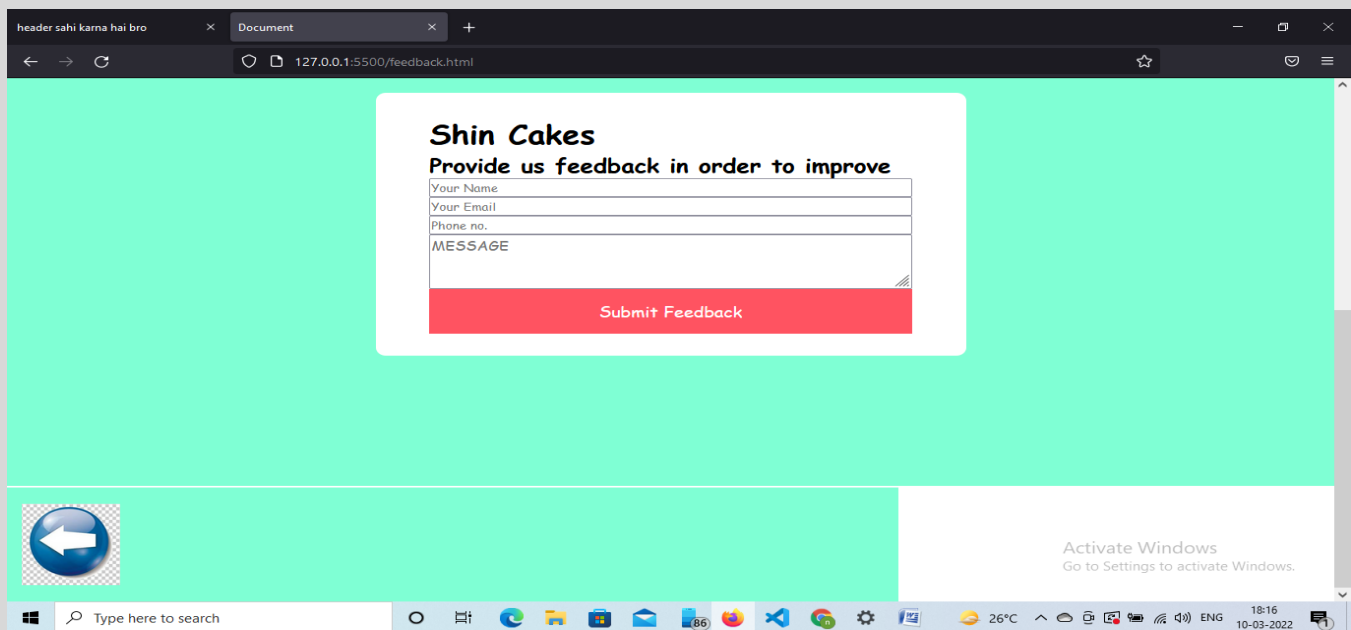 header sahi karna hai bro
Document
127.0.0.1:5500/feedback.html
Shin Cakes
Provide us feedback in order to improve
Your Name
Your Email
Phone no.
MESSAGE
Submit Feedback
Activate Windows
Go to Settings to activate Windows.
Type here to search
86
26°C
ENG
18:16
10-03-2022
1